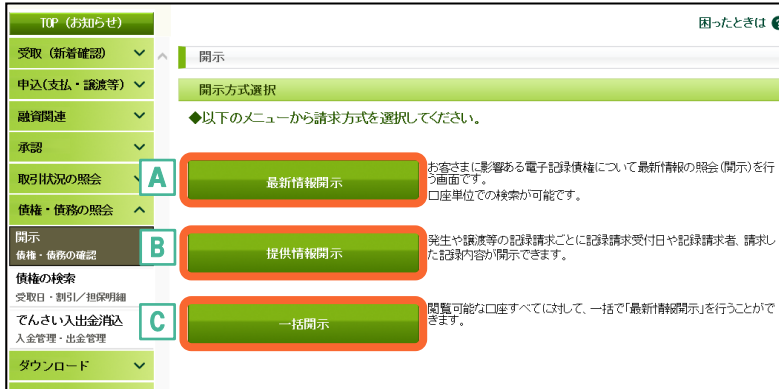 TOP（お知らせ）
受取（新着確認）
申込(支払・譲渡等)
融資関連
承認
取引状況の照会
債権・債務の照会
開示
債権・債務の確認
債権の検索
受取日・割引／担保明細
でんさい入出金消込
入金管理・出金管理
ダウンロード
困ったときは
開示
開示方式選択
◆以下のメニューから請求方式を選択してください。
A
最新情報開示
お客さまに影響ある電子記録債権について最新情報の照会(開示)を行
う画面です。
口座単位での検索が可能です。
B
提供情報開示
発生や譲渡等の記録請求ごとに記録請求受付日や記録請求者、請求し
た記録内容が開示できます。
C
一括開示
閲覧可能な口座すべてに対して、一括で「最新情報開示」を行うことがで
きます。